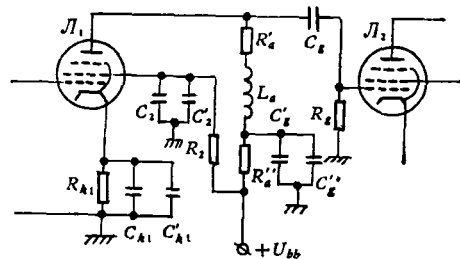 Л₁
R'a
Cg
Л₂
C₂
C'₂
La
C'g
Rg
R₂
R''a
C''g
Rk1
Ck1
C'k1
+Ubb